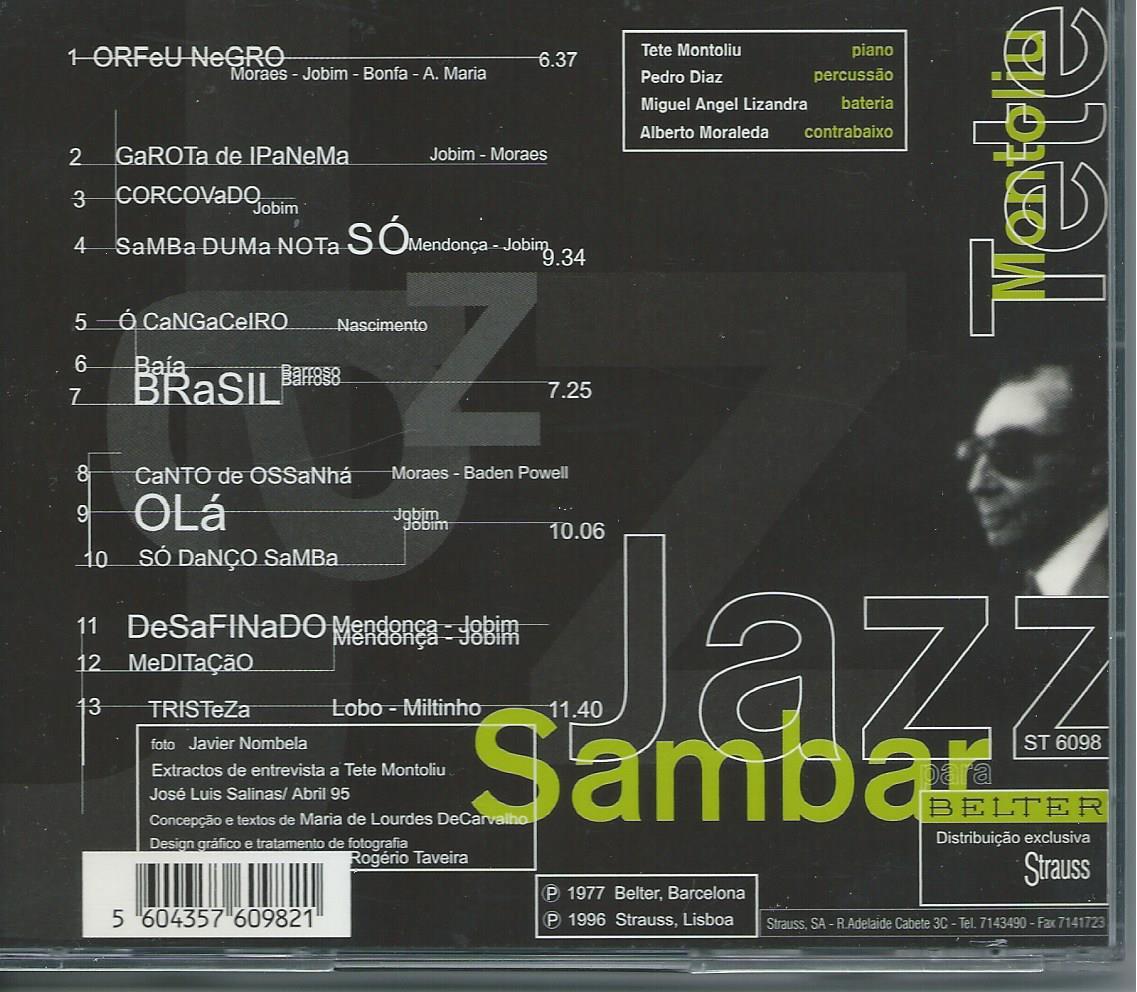 1 ORFeU NeGRO 6.37
Moraes - Jobim - Bonfa - A. Maria
2 GaROTa de IPaNeMa Jobim - Moraes
3 CORCOVaDO Jobim
4 SaMBa DUMa NOTa SÓ Mendonça - Jobim 9.34
5 Ó CaNGaCeIRO Nascimento
6 Baía Barroso
7 BRaSIL Barroso 7.25
8 CaNTO de OSSaNhá Moraes - Baden Powell
9 OLá Jobim
Jobim 10.06
10 SÓ DaNÇO SaMBa
11 DeSaFINaDO Mendonça - Jobim
Mendonça - Jobim
12 MeDITaÇãO
13 TRISTeZa Lobo - Miltinho 11.40
foto Javier Nombela
Extractos de entrevista a Tete Montoliu
José Luis Salinas/ Abril 95
Concepção e textos de Maria de Lourdes DeCarvalho
Design gráfico e tratamento de fotografia
Rogério Taveira
5 604357 609821
Tete Montoliu piano
Pedro Diaz percussão
Miguel Angel Lizandra bateria
Alberto Moraleda contrabaixo
Tete
Montoliu
Jazz
Sambar
para
ST 6098
BELTER
Distribuição exclusiva
Strauss
Ⓟ 1977 Belter, Barcelona
Ⓟ 1996 Strauss, Lisboa
Strauss, SA - R.Adelaide Cabete 3C - Tel. 7143490 - Fax 7141723